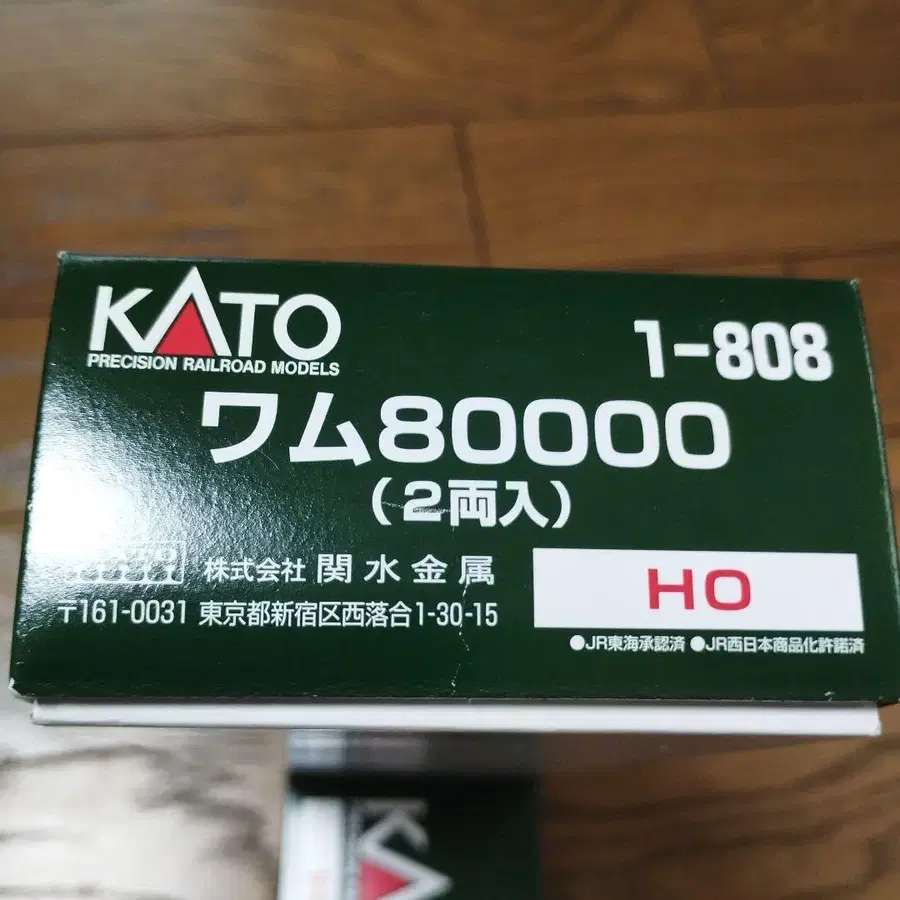 KATO
PRECISION RAILROAD MODELS
1-808
ワム80000
(2両入)
株式会社 関水金属
〒161-0031 東京都新宿区西落合1-30-15
HO
●JR東海承認済 ●JR西日本商品化許諾済
KA